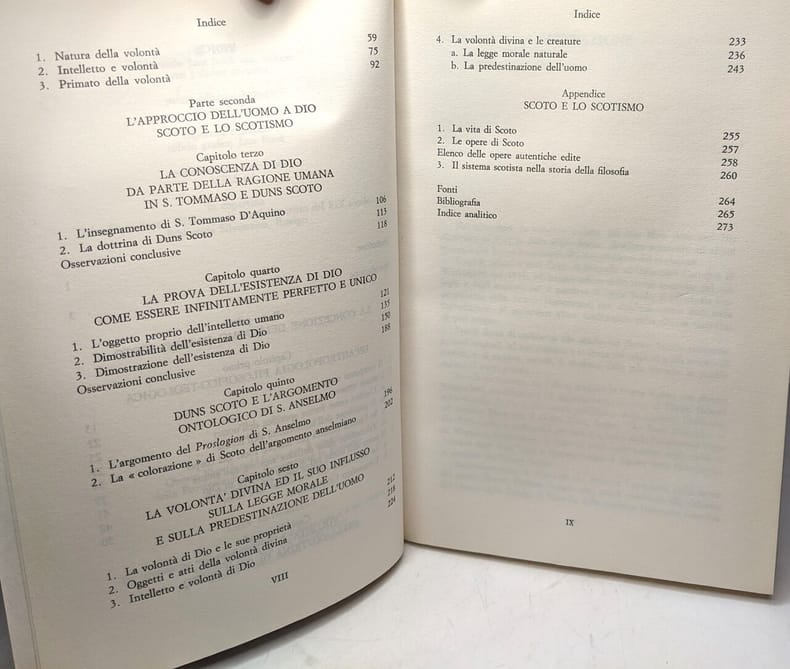 Indice
1. Natura della volontà 59
2. Intelletto e volontà 75
3. Primato della volontà 92
Parte seconda
L'APPROCCIO DELL'UOMO A DIO
SCOTO E LO SCOTISMO
Capitolo terzo
LA CONOSCENZA DI DIO
DA PARTE DELLA RAGIONE UMANA
IN S. TOMMASO E DUNS SCOTO
1. L'insegnamento di S. Tommaso D'Aquino 106
2. La dottrina di Duns Scoto 113
Osservazioni conclusive 118
Capitolo quarto
LA PROVA DELL'ESISTENZA DI DIO
COME ESSERE INFINITAMENTE PERFETTO E UNICO
1. L'oggetto proprio dell'intelletto umano 121
2. Dimostrabilità dell'esistenza di Dio 135
3. Dimostrazione dell'esistenza di Dio 150
Osservazioni conclusive 188
Capitolo quinto
DUNS SCOTO E L'ARGOMENTO
ONTOLOGICO DI S. ANSELMO
1. L'argomento del Proslogion di S. Anselmo 196
2. La « colorazione » di Scoto dell'argomento anselmiano 202
Capitolo sesto
LA VOLONTA' DIVINA ED IL SUO INFLUSSO
SULLA LEGGE MORALE
E SULLA PREDESTINAZIONE DELL'UOMO
1. La volontà di Dio e le sue proprietà 212
2. Oggetti e atti della volontà divina 218
3. Intelletto e volontà di Dio 224
VIII
Indice
4. La volontà divina e le creature 233
a. La legge morale naturale 236
b. La predestinazione dell'uomo 243
Appendice
SCOTO E LO SCOTISMO
1. La vita di Scoto 255
2. Le opere di Scoto 257
Elenco delle opere autentiche edite 258
3. Il sistema scotista nella storia della filosofia 260
Fonti 264
Bibliografia 265
Indice analitico 273
IX